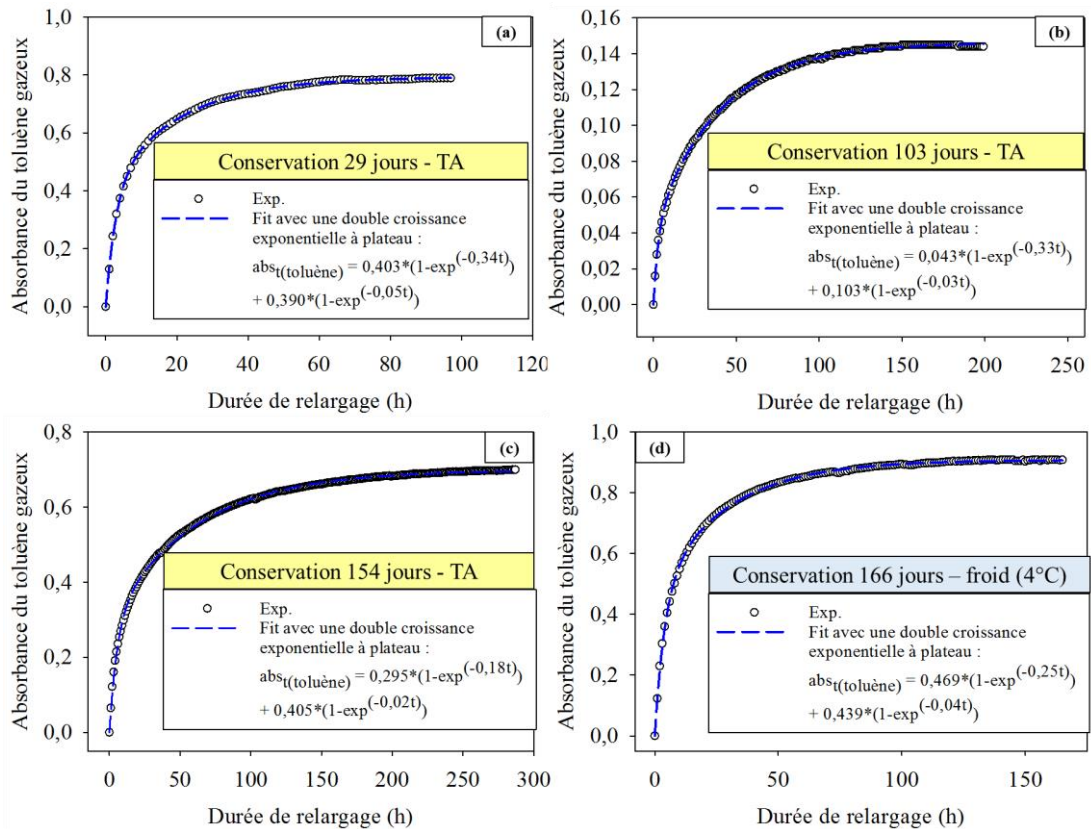 (a)
Absorbance du toluène gazeux
1,0
0,8
0,6
0,4
0,2
0,0
Conservation 29 jours - TA
Exp.
Fit avec une double croissance
exponentielle à plateau :
abs t(toluène) = 0,403*(1-exp(-0,34t))
+ 0,390*(1-exp(-0,05t))
0 20 40 60 80 100 120
Durée de relargage (h)
(b)
Absorbance du toluène gazeux
0,16
0,14
0,12
0,10
0,08
0,06
0,04
0,02
0,00
Conservation 103 jours - TA
Exp.
Fit avec une double croissance
exponentielle à plateau :
abs t(toluène) = 0,043*(1-exp(-0,33t))
+ 0,103*(1-exp(-0,03t))
0 50 100 150 200 250
Durée de relargage (h)
(c)
Absorbance du toluène gazeux
0,8
0,6
0,4
0,2
0,0
Conservation 154 jours - TA
Exp.
Fit avec une double croissance
exponentielle à plateau :
abs t(toluène) = 0,295*(1-exp(-0,18t))
+ 0,405*(1-exp(-0,02t))
0 50 100 150 200 250 300
Durée de relargage (h)
(d)
Absorbance du toluène gazeux
1,0
0,8
0,6
0,4
0,2
0,0
Conservation 166 jours – froid (4°C)
Exp.
Fit avec une double croissance
exponentielle à plateau :
abs t(toluène) = 0,469*(1-exp(-0,25t))
+ 0,439*(1-exp(-0,04t))
0 50 100 150
Durée de relargage (h)